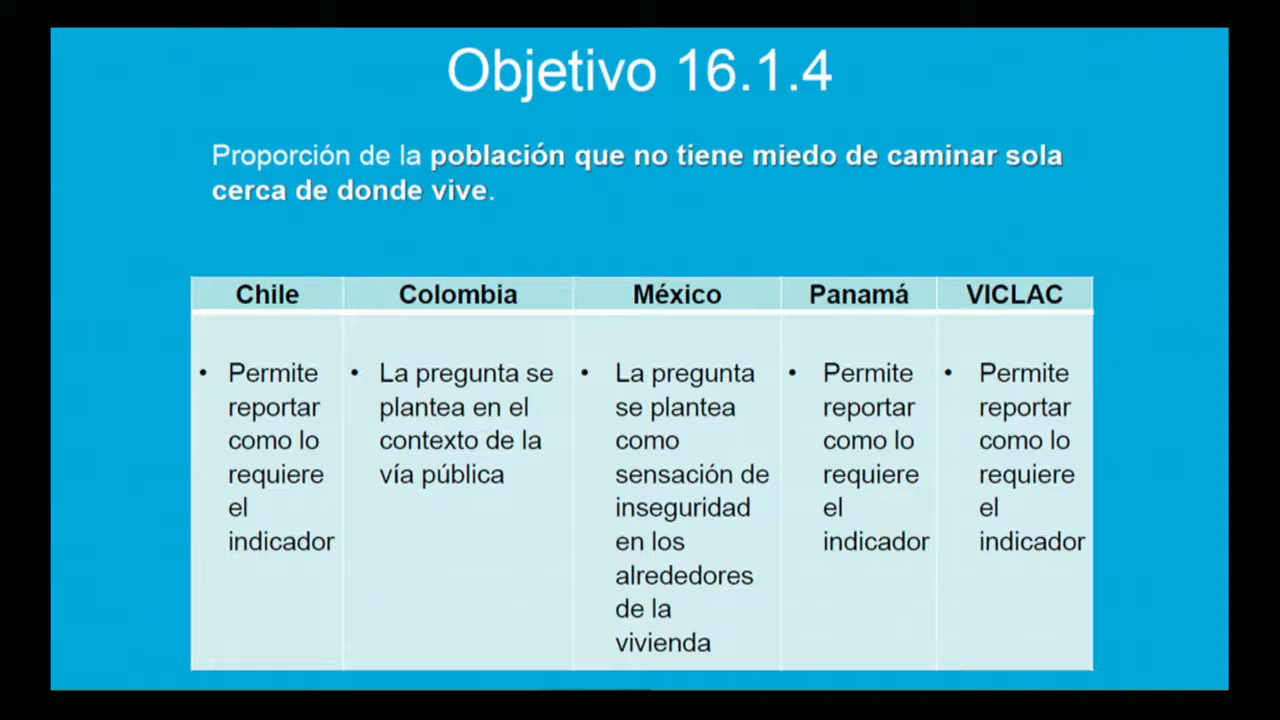 Objetivo 16.1.4
Proporción de la población que no tiene miedo de caminar sola
cerca de donde vive.
Chile
Colombia
México
Panamá
VICLAC
• Permite
reportar
como lo
requiere
el
indicador
• La pregunta se
plantea en el
contexto de la
vía pública
• La pregunta
se plantea
como
sensación de
inseguridad
en los
alrededores
de la
vivienda
• Permite
reportar
como lo
requiere
el
indicador
• Permite
reportar
como lo
requiere
el
indicador